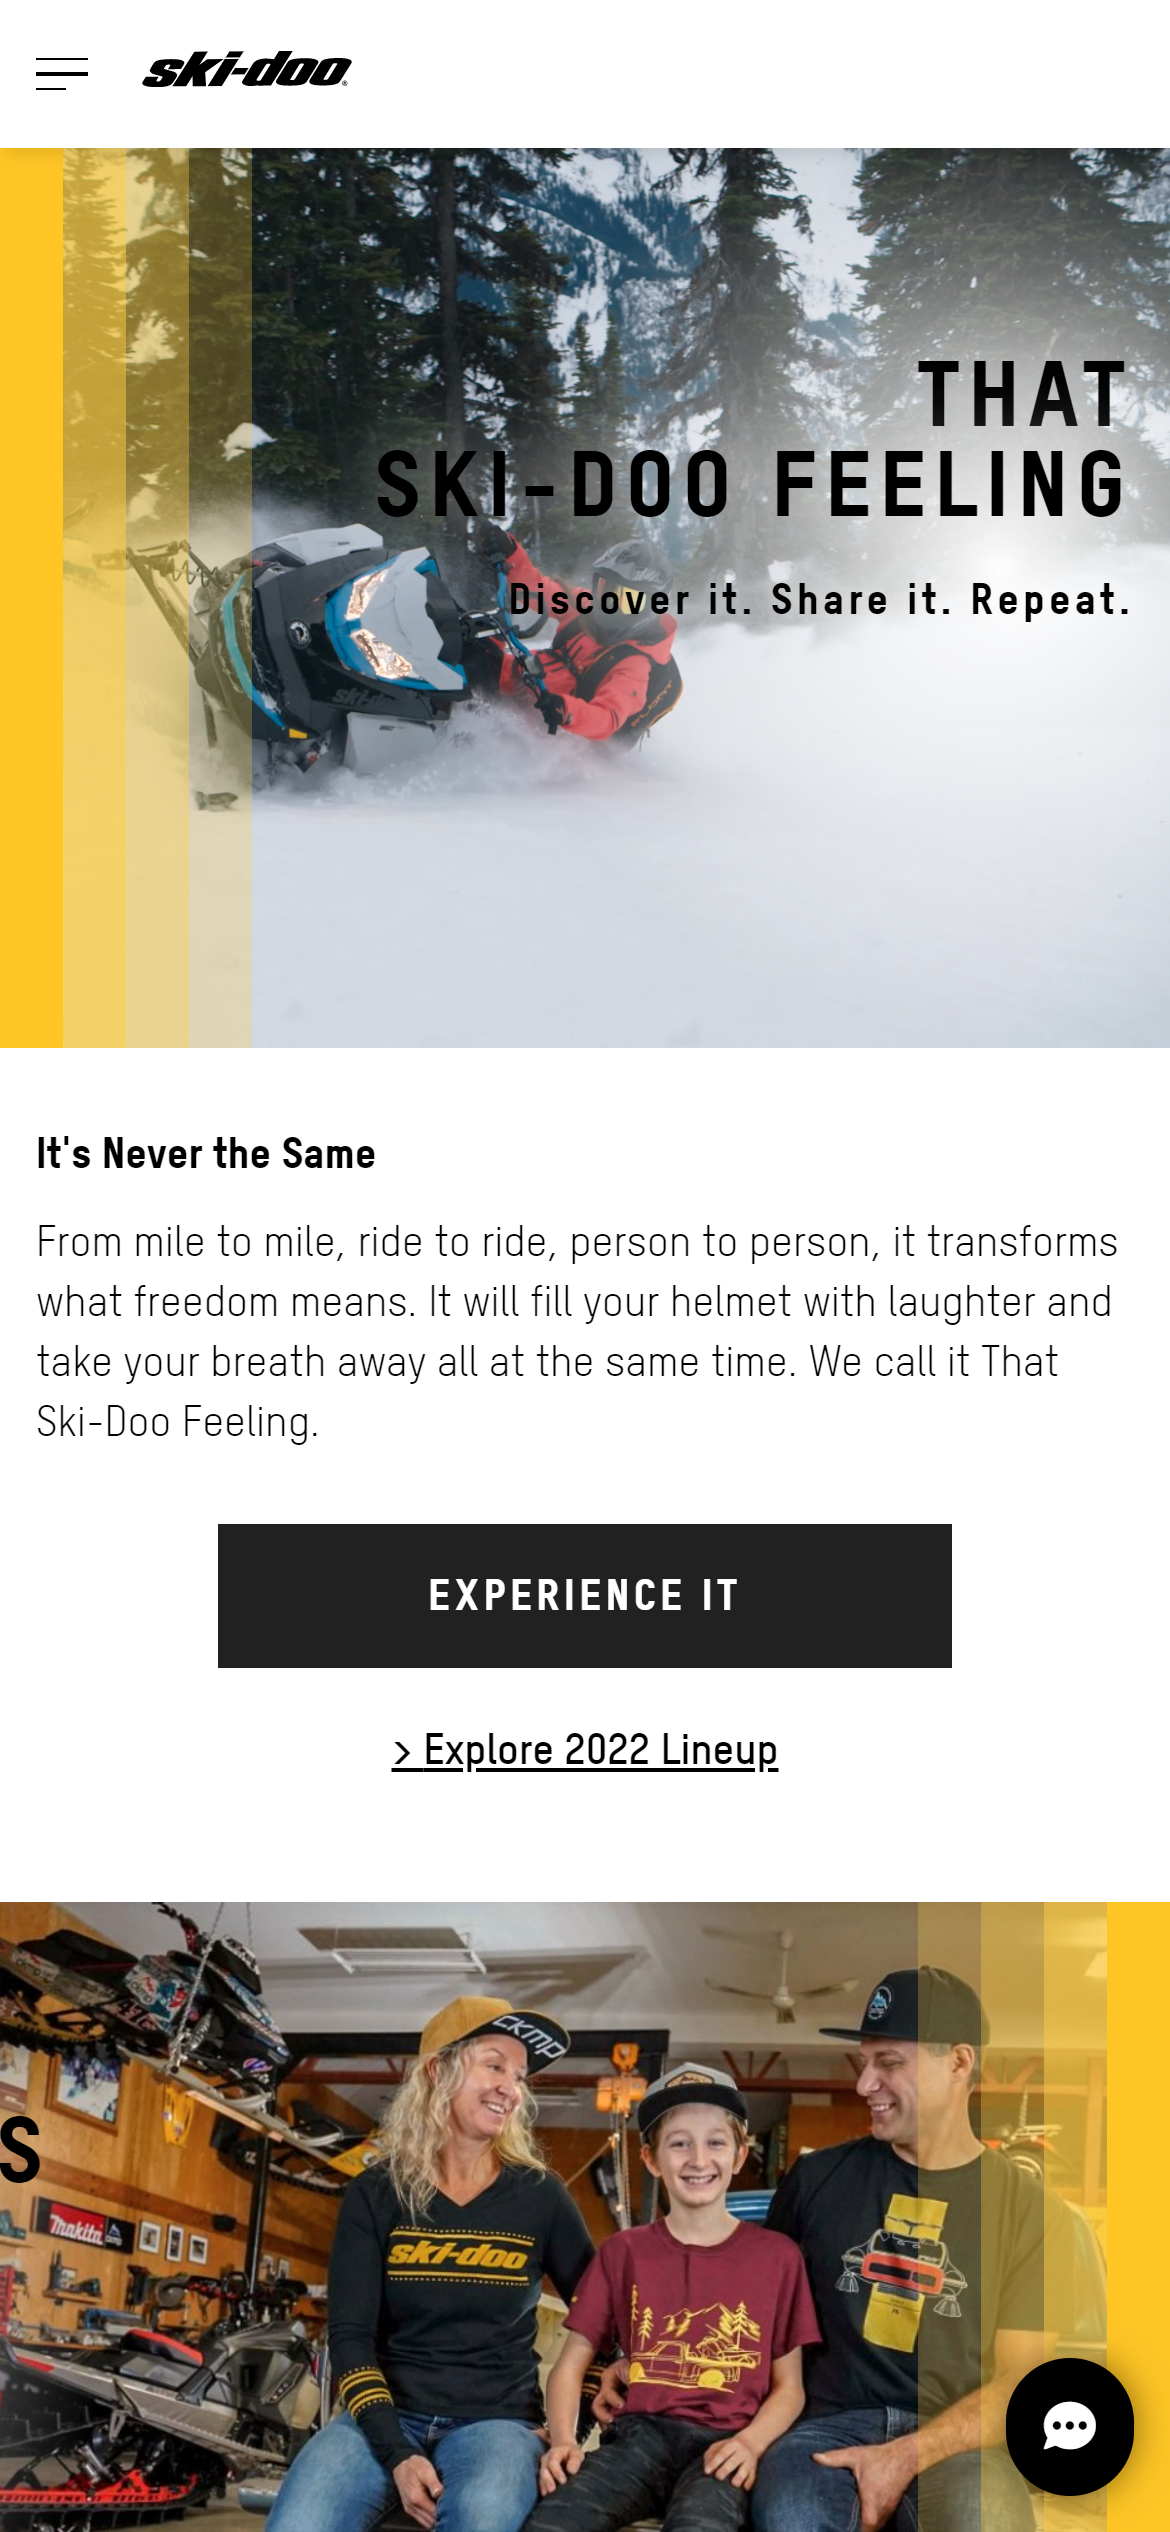 ski-doo
THAT
SKI-DOO FEELING
Discover it. Share it. Repeat.
ski-doo
It's Never the Same
From mile to mile, ride to ride, person to person, it transforms
what freedom means. It will fill your helmet with laughter and
take your breath away all at the same time. We call it That
Ski-Doo Feeling.
EXPERIENCE IT
> Explore 2022 Lineup
CKMP
S
makita
ski-doo